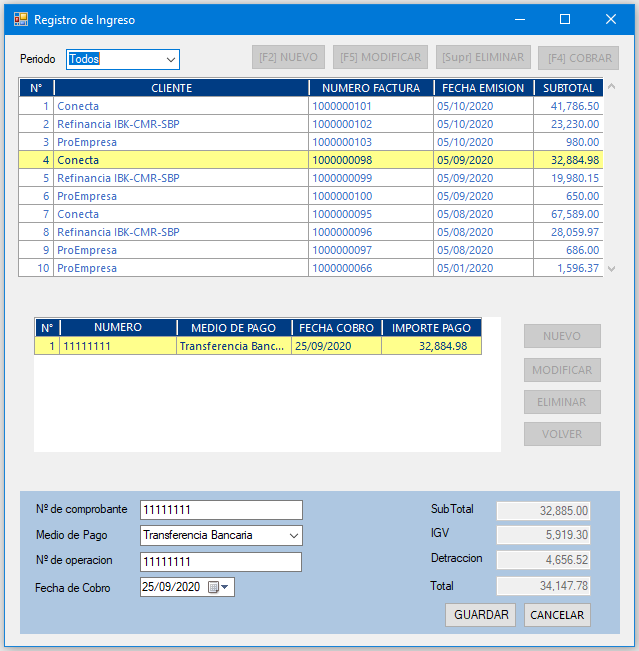 Registro de Ingreso
Periodo Todos [F2] NUEVO [F5] MODIFICAR [Supr] ELIMINAR [F4] COBRAR
N° CLIENTE NUMERO FACTURA FECHA EMISION SUBTOTAL
1 Conecta 1000000101 05/10/2020 41,786.50
2 Refinancia IBK-CMR-SBP 1000000102 05/10/2020 23,230.00
3 ProEmpresa 1000000103 05/10/2020 980.00
4 Conecta 1000000098 05/09/2020 32,884.98
5 Refinancia IBK-CMR-SBP 1000000099 05/09/2020 19,980.15
6 ProEmpresa 1000000100 05/09/2020 650.00
7 Conecta 1000000095 05/08/2020 67,589.00
8 Refinancia IBK-CMR-SBP 1000000096 05/08/2020 28,059.97
9 ProEmpresa 1000000097 05/08/2020 686.00
10 ProEmpresa 1000000066 05/01/2020 1,596.37
N° NUMERO MEDIO DE PAGO FECHA COBRO IMPORTE PAGO
1 11111111 Transferencia Banc... 25/09/2020 32,884.98
NUEVO
MODIFICAR
ELIMINAR
VOLVER
Nº de comprobante 11111111
Medio de Pago Transferencia Bancaria
Nº de operacion 11111111
Fecha de Cobro 25/09/2020
SubTotal 32,885.00
IGV 5,919.30
Detraccion 4,656.52
Total 34,147.78
GUARDAR CANCELAR